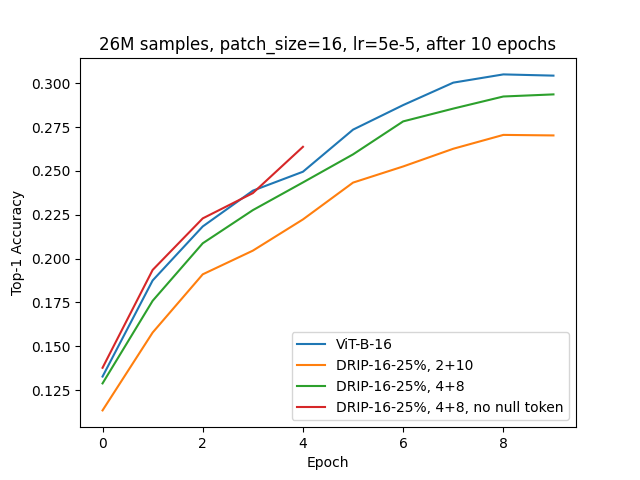 26M samples, patch_size=16, lr=5e-5, after 10 epochs
Top-1 Accuracy
0.300
0.275
0.250
0.225
0.200
0.175
0.150
0.125
ViT-B-16
DRIP-16-25%, 2+10
DRIP-16-25%, 4+8
DRIP-16-25%, 4+8, no null token
0 2 4 6 8
Epoch